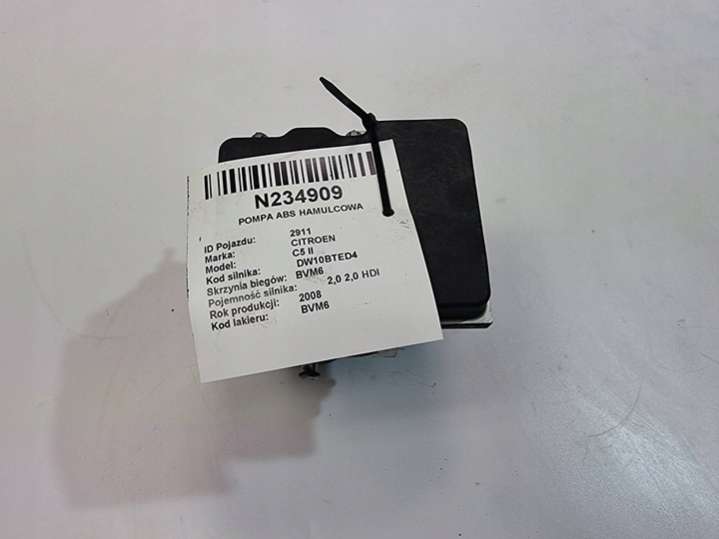 N234909
POMPA ABS HAMULCOWA
ID Pojazdu: 2911
Marka: CITROEN
Model: C5 II
Kod silnika: DW10BTED4
Skrzynia biegów: BVM6
Pojemność silnika: 2,0 2,0 HDI
Rok produkcji: 2008
Kod lakieru: BVM6